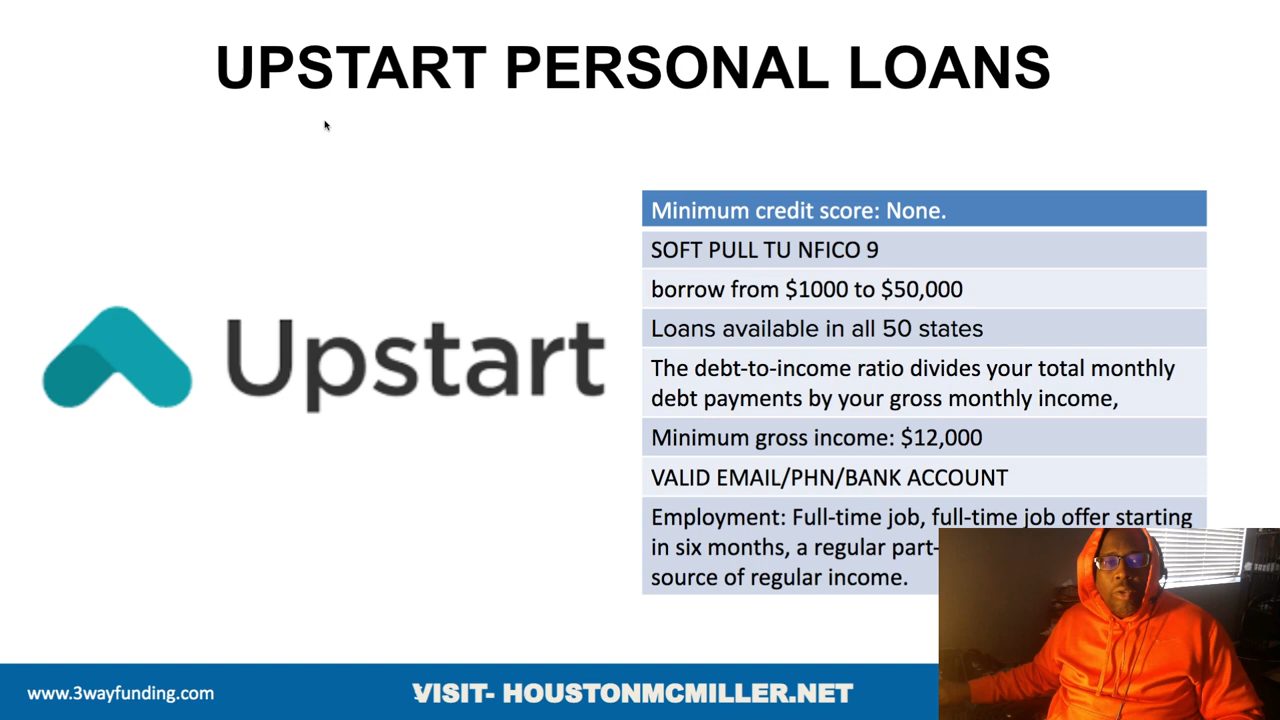 UPSTART PERSONAL LOANS
Upstart
Minimum credit score: None.
SOFT PULL TU NFICO 9
borrow from $1000 to $50,000
Loans available in all 50 states
The debt-to-income ratio divides your total monthly
debt payments by your gross monthly income,
Minimum gross income: $12,000
VALID EMAIL/PHN/BANK ACCOUNT
Employment: Full-time job, full-time job offer starting
in six months, a regular part-
source of regular income.
www.3wayfunding.com
VISIT- HOUSTONMCMILLER.NET